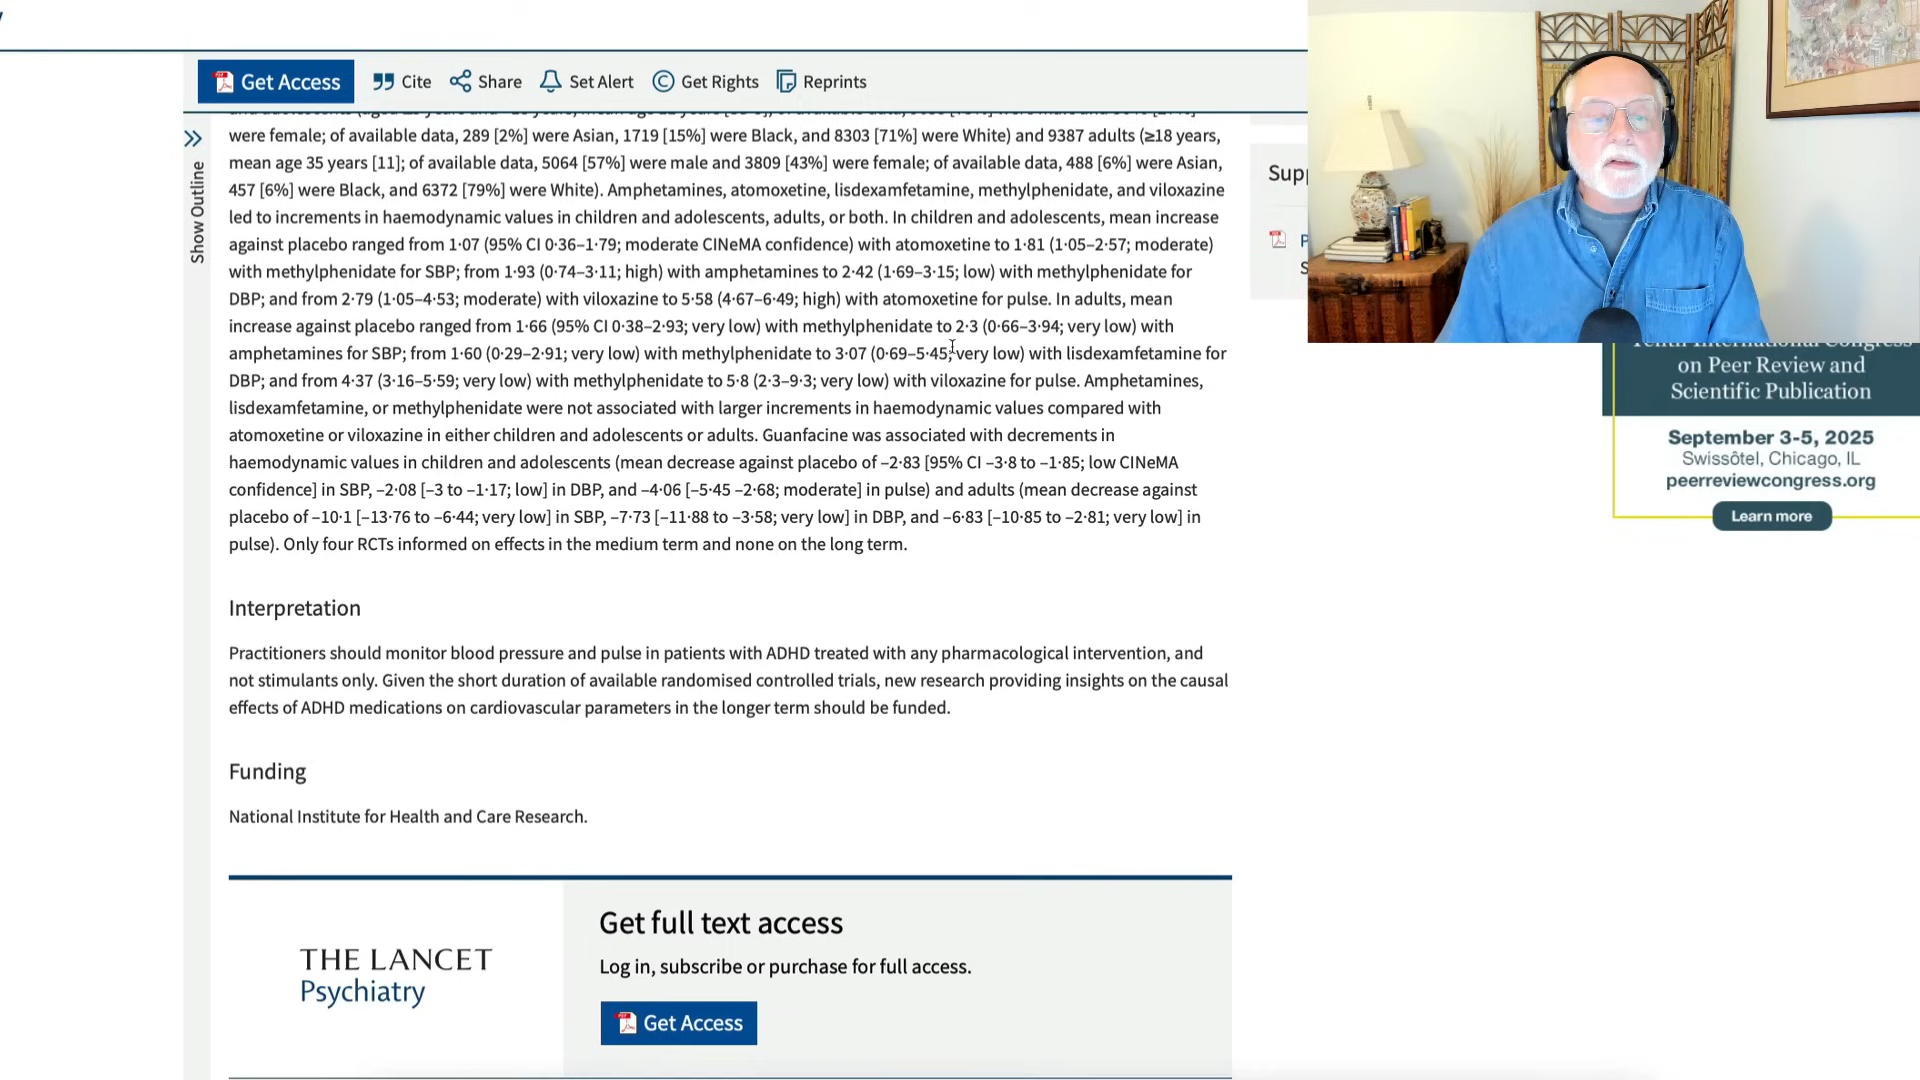 Get Access
Cite
Share
Set Alert
Get Rights
Reprints
Show Outline
were female; of available data, 289 [2%] were Asian, 1719 [15%] were Black, and 8303 [71%] were White) and 9387 adults (≥18 years,
mean age 35 years [11]; of available data, 5064 [57%] were male and 3809 [43%] were female; of available data, 488 [6%] were Asian,
457 [6%] were Black, and 6372 [79%] were White). Amphetamines, atomoxetine, lisdexamfetamine, methylphenidate, and viloxazine
led to increments in haemodynamic values in children and adolescents, adults, or both. In children and adolescents, mean increase
against placebo ranged from 1·07 (95% CI 0·36–1·79; moderate CINeMA confidence) with atomoxetine to 1·81 (1·05–2·57; moderate)
with methylphenidate for SBP; from 1·93 (0·74–3·11; high) with amphetamines to 2·42 (1·69–3·15; low) with methylphenidate for
DBP; and from 2·79 (1·05–4·53; moderate) with viloxazine to 5·58 (4·67–6·49; high) with atomoxetine for pulse. In adults, mean
increase against placebo ranged from 1·66 (95% CI 0·38–2·93; very low) with methylphenidate to 2·3 (0·66–3·94; very low) with
amphetamines for SBP; from 1·60 (0·29–2·91; very low) with methylphenidate to 3·07 (0·69–5·45; very low) with lisdexamfetamine for
DBP; and from 4·37 (3·16–5·59; very low) with methylphenidate to 5·8 (2·3–9·3; very low) with viloxazine for pulse. Amphetamines,
lisdexamfetamine, or methylphenidate were not associated with larger increments in haemodynamic values compared with
atomoxetine or viloxazine in either children and adolescents or adults. Guanfacine was associated with decrements in
haemodynamic values in children and adolescents (mean decrease against placebo of –2·83 [95% CI –3·8 to –1·85; low CINeMA
confidence] in SBP, –2·08 [–3 to –1·17; low] in DBP, and –4·06 [–5·45 –2·68; moderate] in pulse) and adults (mean decrease against
placebo of –10·1 [–13·76 to –6·44; very low] in SBP, –7·73 [–11·88 to –3·58; very low] in DBP, and –6·83 [–10·85 to –2·81; very low] in
pulse). Only four RCTs informed on effects in the medium term and none on the long term.
Interpretation
Practitioners should monitor blood pressure and pulse in patients with ADHD treated with any pharmacological intervention, and
not stimulants only. Given the short duration of available randomised controlled trials, new research providing insights on the causal
effects of ADHD medications on cardiovascular parameters in the longer term should be funded.
Funding
National Institute for Health and Care Research.
THE LANCET
Psychiatry
Get full text access
Log in, subscribe or purchase for full access.
Get Access
Supp
Tenth International Congress
on Peer Review and
Scientific Publication
September 3-5, 2025
Swissôtel, Chicago, IL
peerreviewcongress.org
Learn more